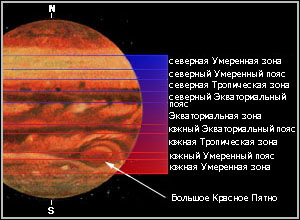 N
северная Умеренная зона
северный Умеренный пояс
северная Тропическая зона
северный Экваториальный
пояс
Экваториальная зона
южный Экваториальный пояс
южная Тропическая зона
южный Умеренный пояс
южная Умеренная зона
Большое Красное Пятно
S